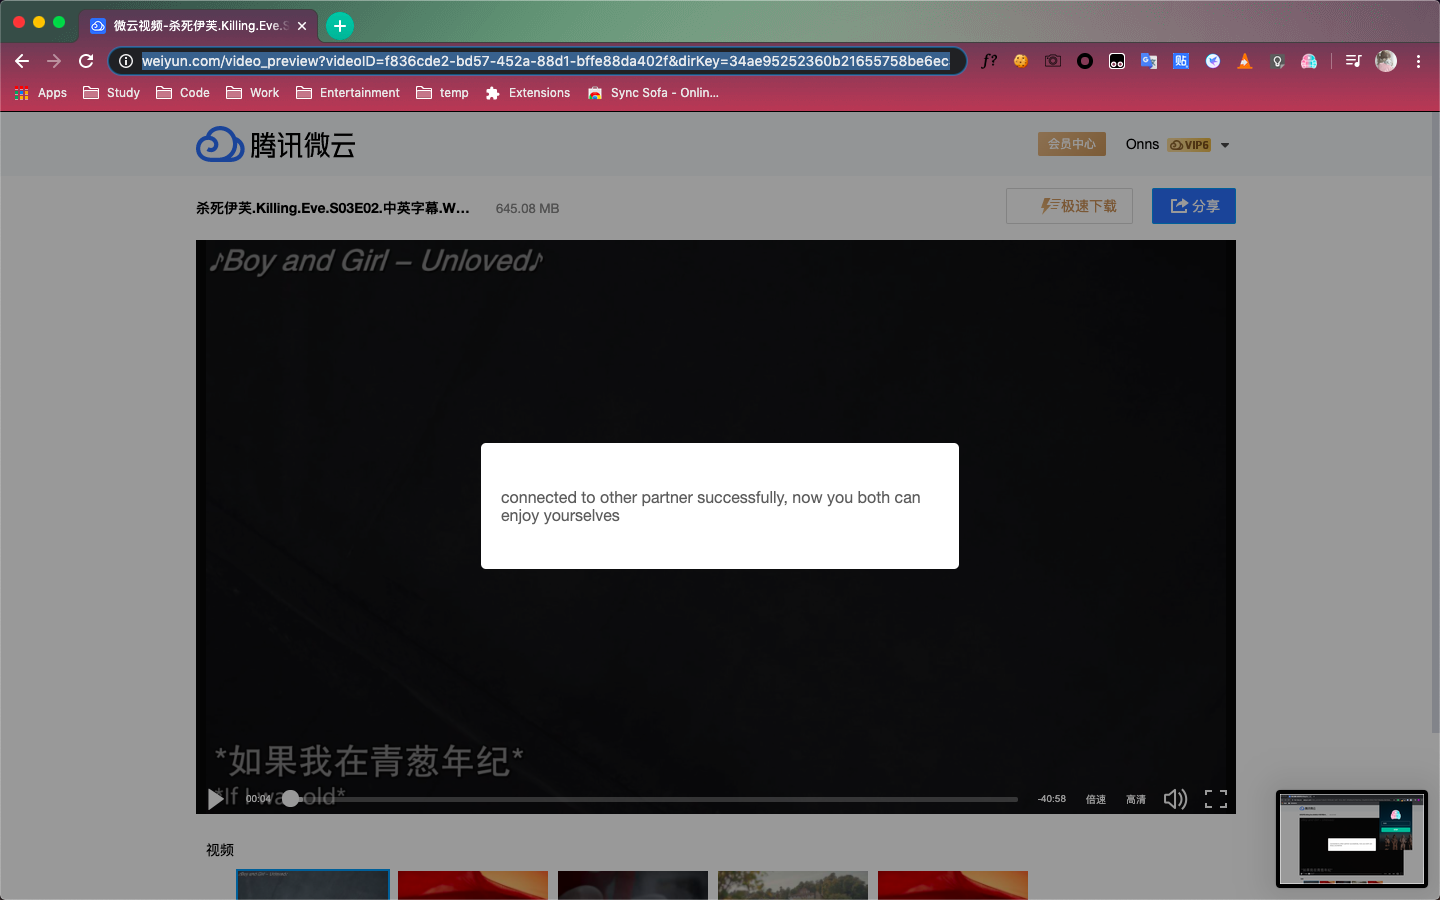 微云视频-杀死伊芙.Killing.Eve.S
weiyun.com/video_preview?videoID=f836cde2-bd57-452a-88d1-bffe88da402f&dirKey=34ae95252360b21655758be6ec
f?
贴
Apps
Study
Code
Work
Entertainment
temp
Extensions
Sync Sofa - Onlin...
腾讯微云
会员中心
Onns
VIP6
杀死伊芙.Killing.Eve.S03E02.中英字幕.W...
645.08 MB
极速下载
分享
♪Boy and Girl – Unloved♪
connected to other partner successfully, now you both can
enjoy yourselves
*如果我在青葱年纪*
*If I was old*
00:04
-40:58
倍速
高清
视频